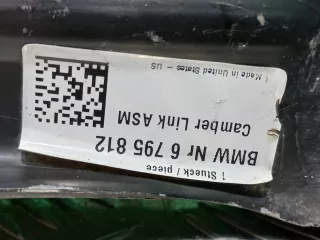 1 Stueck / piece
BMW Nr 6 795 812
Camber Link ASM
Made in United States - US